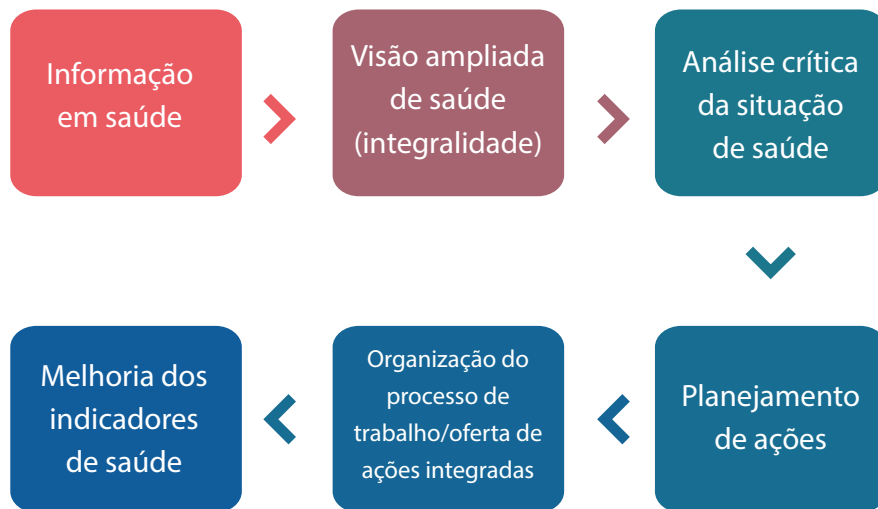 Informação
em saúde
Visão ampliada
de saúde
(integralidade)
Análise crítica
da situação
de saúde
Planejamento
de ações
Organização do
processo de
trabalho/oferta de
ações integradas
Melhoria dos
indicadores
de saúde